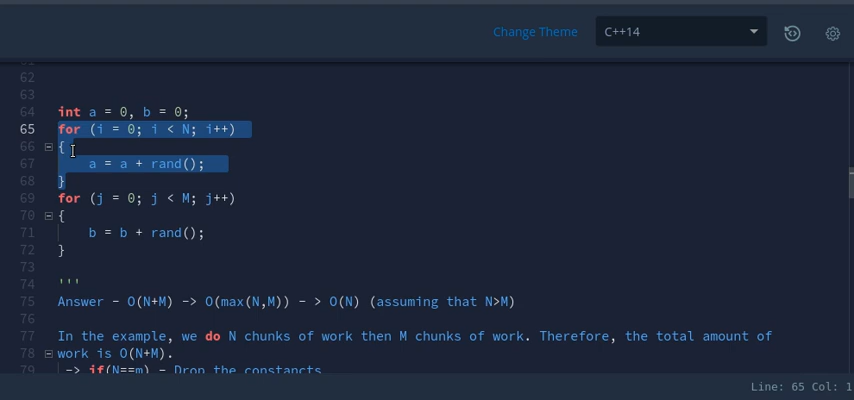 Change Theme
C++14
61
62
63
64 int a = 0, b = 0;
65 for (i = 0; i < N; i++)
66 {
67 a = a + rand();
68 }
69 for (j = 0; j < M; j++)
70 {
71 b = b + rand();
72 }
73
74 '''
75 Answer - O(N+M) -> O(max(N,M)) - > O(N) (assuming that N>M)
76
77 In the example, we do N chunks of work then M chunks of work. Therefore, the total amount of
78 work is O(N+M).
79 -> if(N==m) - Drop the constancts
Line: 65 Col: 1